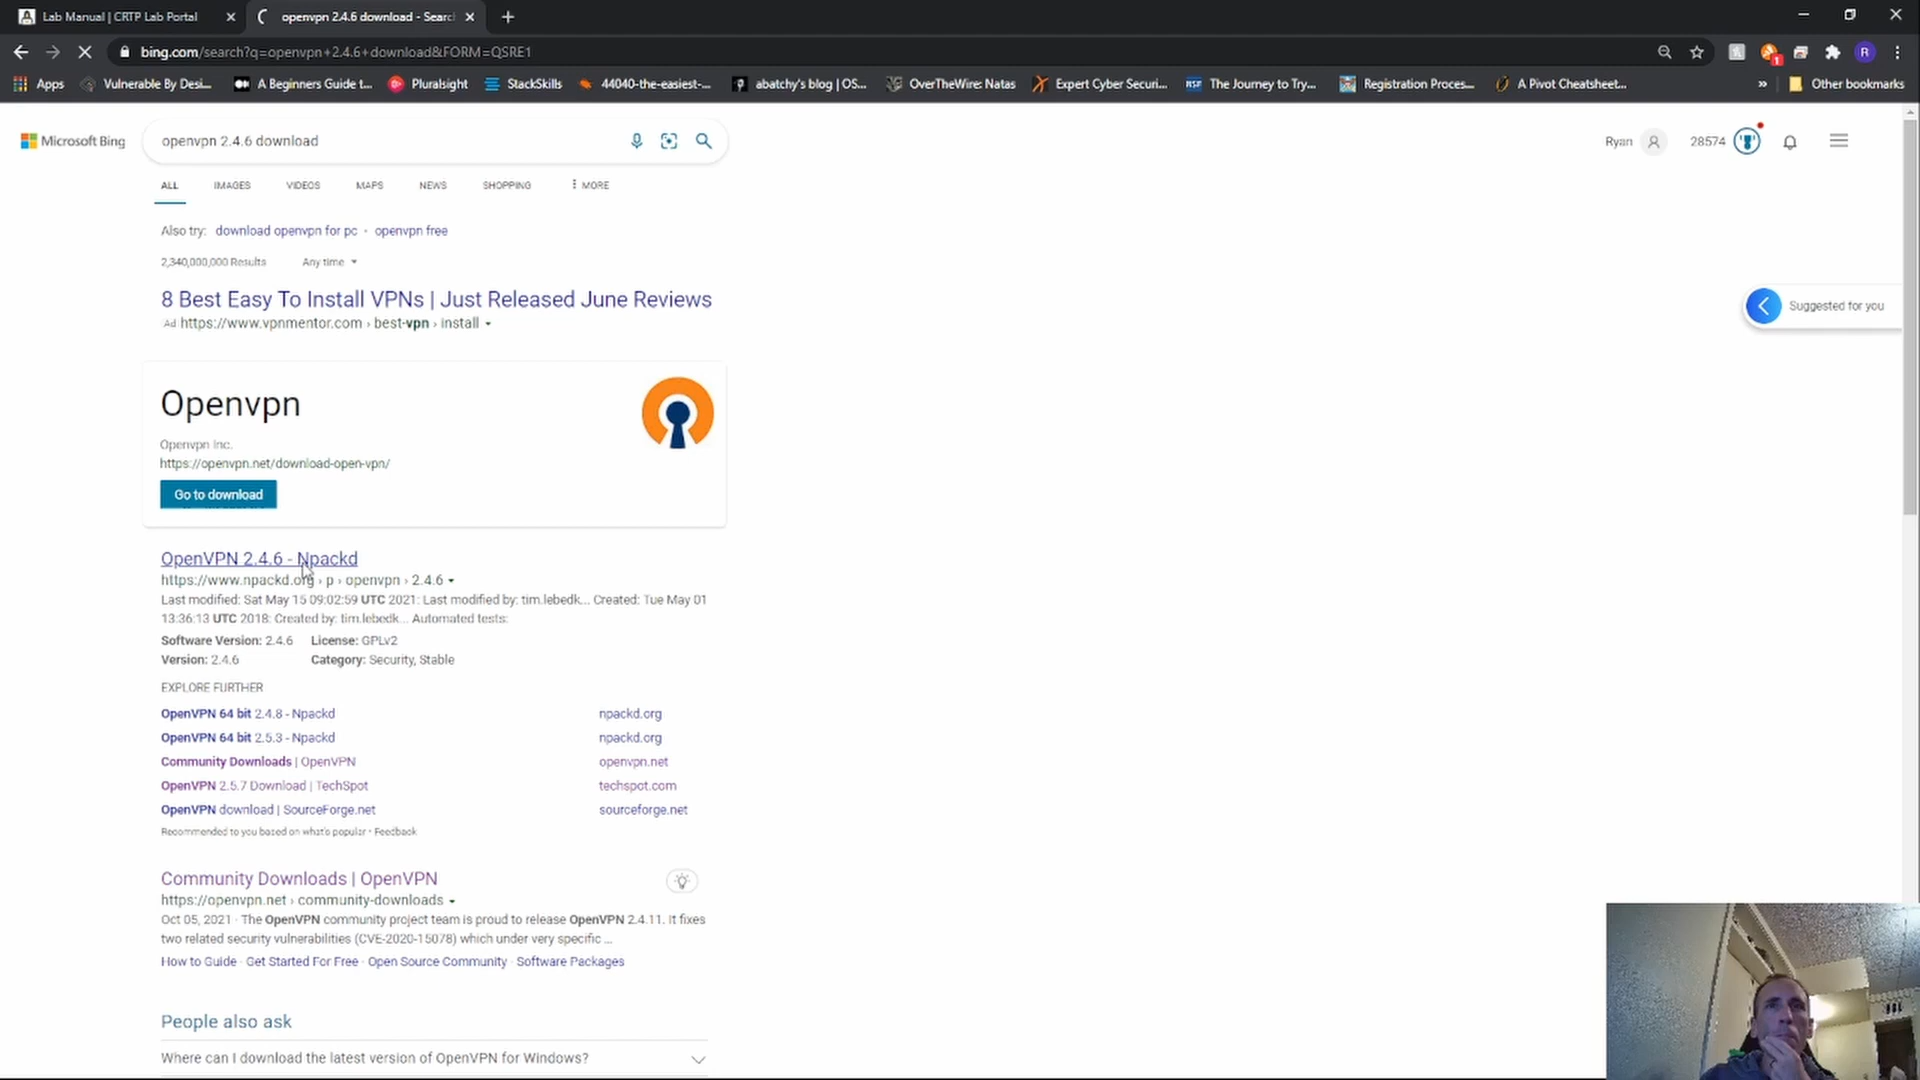 Lab Manual | CRTP Lab Portal
openvpn 2.4.6 download - Searc
bing.com/search?q=openvpn+2.4.6+download&FORM=QSRE1
1
R
Apps
Vulnerable By Desi...
A Beginners Guide t...
Pluralsight
StackSkills
44040-the-easiest-...
abatchy's blog | OS...
OverTheWire: Natas
Expert Cyber Securi...
The Journey to Try...
Registration Proces...
A Pivot Cheatsheet...
»
Other bookmarks
Microsoft Bing
openvpn 2.4.6 download
Ryan
28574
ALL IMAGES VIDEOS MAPS NEWS SHOPPING MORE
Also try: download openvpn for pc · openvpn free
2,340,000,000 Results Any time
8 Best Easy To Install VPNs | Just Released June Reviews
Ad https://www.vpnmentor.com › best-vpn › install
Suggested for you
Openvpn
Openvpn Inc.
https://openvpn.net/download-open-vpn/
Go to download
OpenVPN 2.4.6 - Npackd
https://www.npackd.org › p › openvpn › 2.4.6
Last modified: Sat May 15 09:02:59 UTC 2021: Last modified by: tim.lebedk... Created: Tue May 01
13:36:13 UTC 2018: Created by: tim.lebedk... Automated tests:
Software Version: 2.4.6 License: GPLv2
Version: 2.4.6 Category: Security, Stable
EXPLORE FURTHER
OpenVPN 64 bit 2.4.8 - Npackd npackd.org
OpenVPN 64 bit 2.5.3 - Npackd npackd.org
Community Downloads | OpenVPN openvpn.net
OpenVPN 2.5.7 Download | TechSpot techspot.com
OpenVPN download | SourceForge.net sourceforge.net
Recommended to you based on what's popular • Feedback
Community Downloads | OpenVPN
https://openvpn.net › community-downloads
Oct 05, 2021 · The OpenVPN community project team is proud to release OpenVPN 2.4.11. It fixes
two related security vulnerabilities (CVE-2020-15078) which under very specific ...
How to Guide · Get Started For Free · Open Source Community · Software Packages
People also ask
Where can I download the latest version of OpenVPN for Windows?